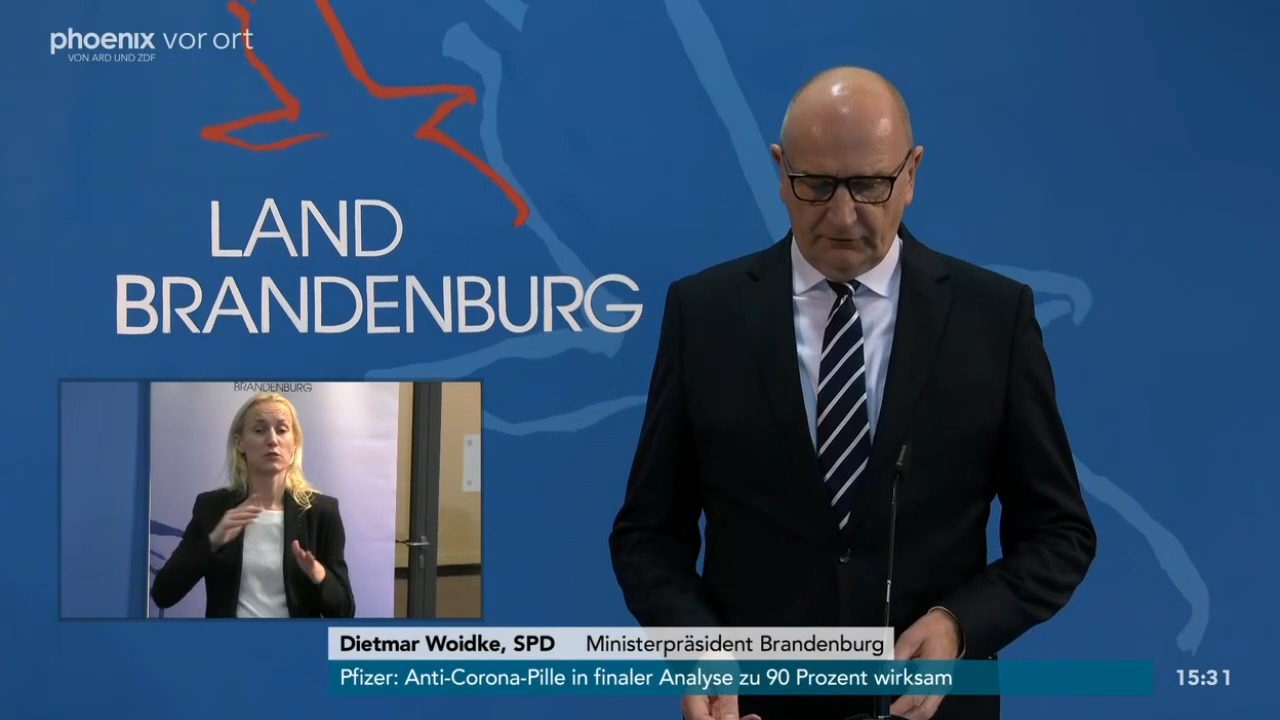 phoenix vor ort
VON ARD UND ZDF
LAND
BRANDENBURG
BRANDENBURG
Dietmar Woidke, SPD Ministerpräsident Brandenburg
Pfizer: Anti-Corona-Pille in finaler Analyse zu 90 Prozent wirksam
15:31